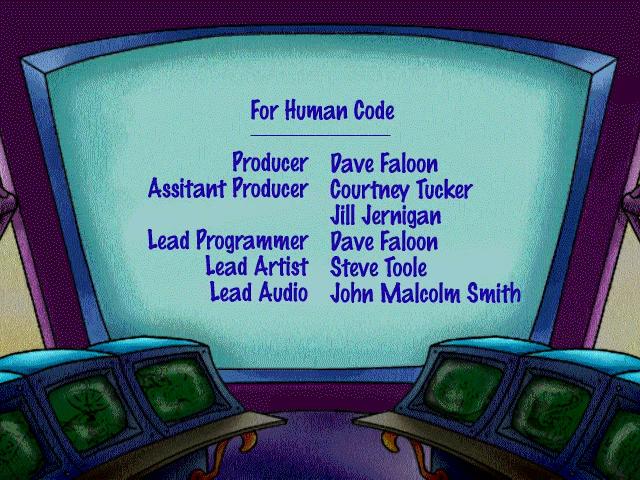 For Human Code
Producer Dave Faloon
Assitant Producer Courtney Tucker
Jill Jernigan
Lead Programmer Dave Faloon
Lead Artist Steve Toole
Lead Audio John Malcolm Smith